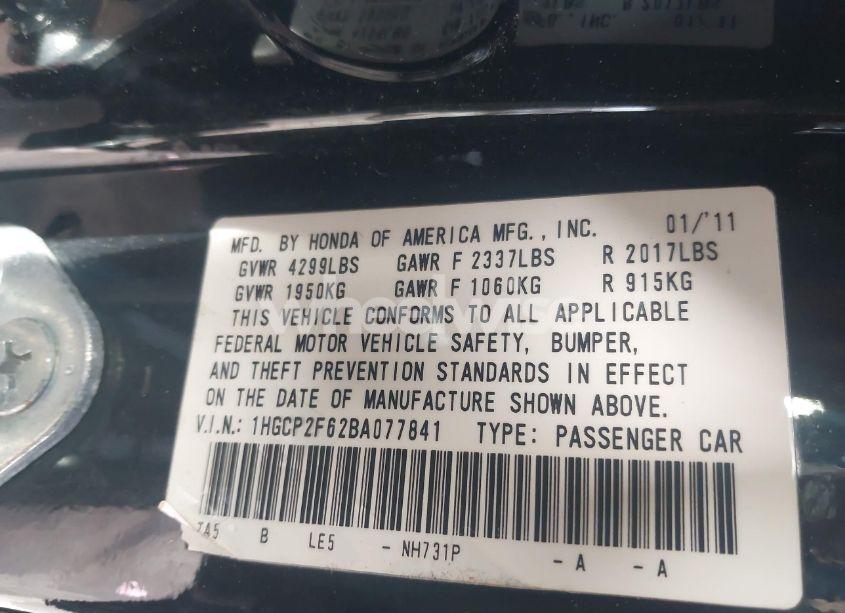 MFD. BY HONDA OF AMERICA MFG., INC. 01/'11
GVWR 4299LBS GAWR F 2337LBS R 2017LBS
GVWR 1950KG GAWR F 1060KG R 915KG
THIS VEHICLE CONFORMS TO ALL APPLICABLE
FEDERAL MOTOR VEHICLE SAFETY, BUMPER,
AND THEFT PREVENTION STANDARDS IN EFFECT
ON THE DATE OF MANUFACTURE SHOWN ABOVE.
V.I.N.: 1HGCP2F62BA077841 TYPE: PASSENGER CAR
TA5 B LE5 - NH731P - A - A